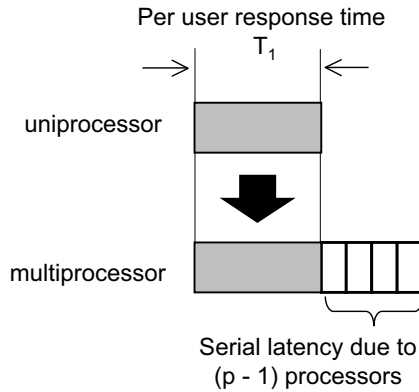 Per user response time
T₁
uniprocessor
multiprocessor
Serial latency due to
(p - 1) processors